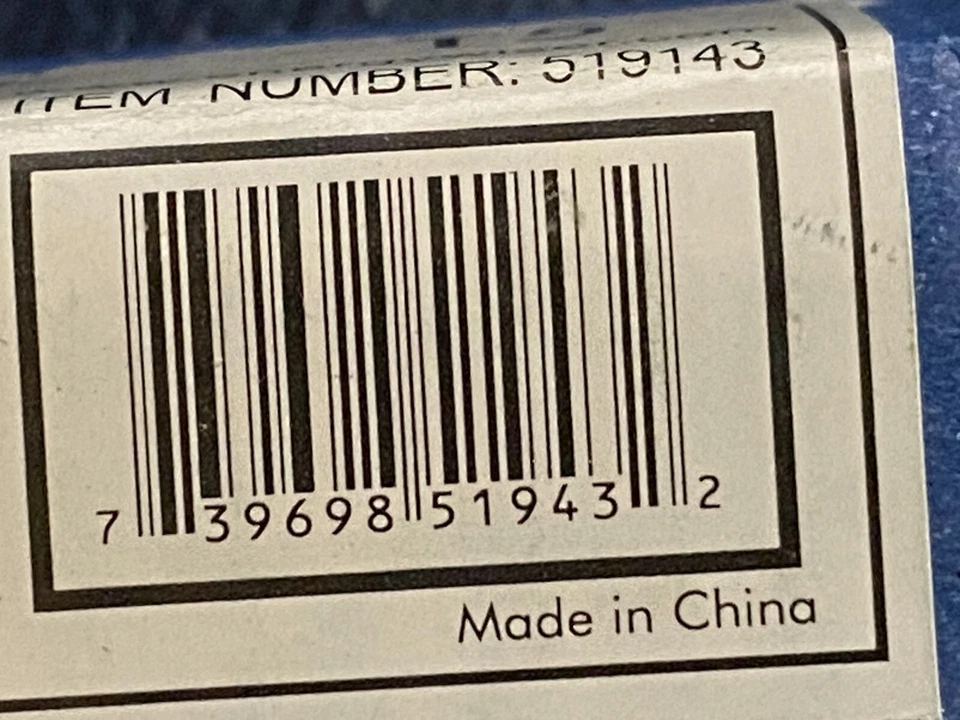 ITEM NUMBER: 519143
7 39698 51943 2
Made in China